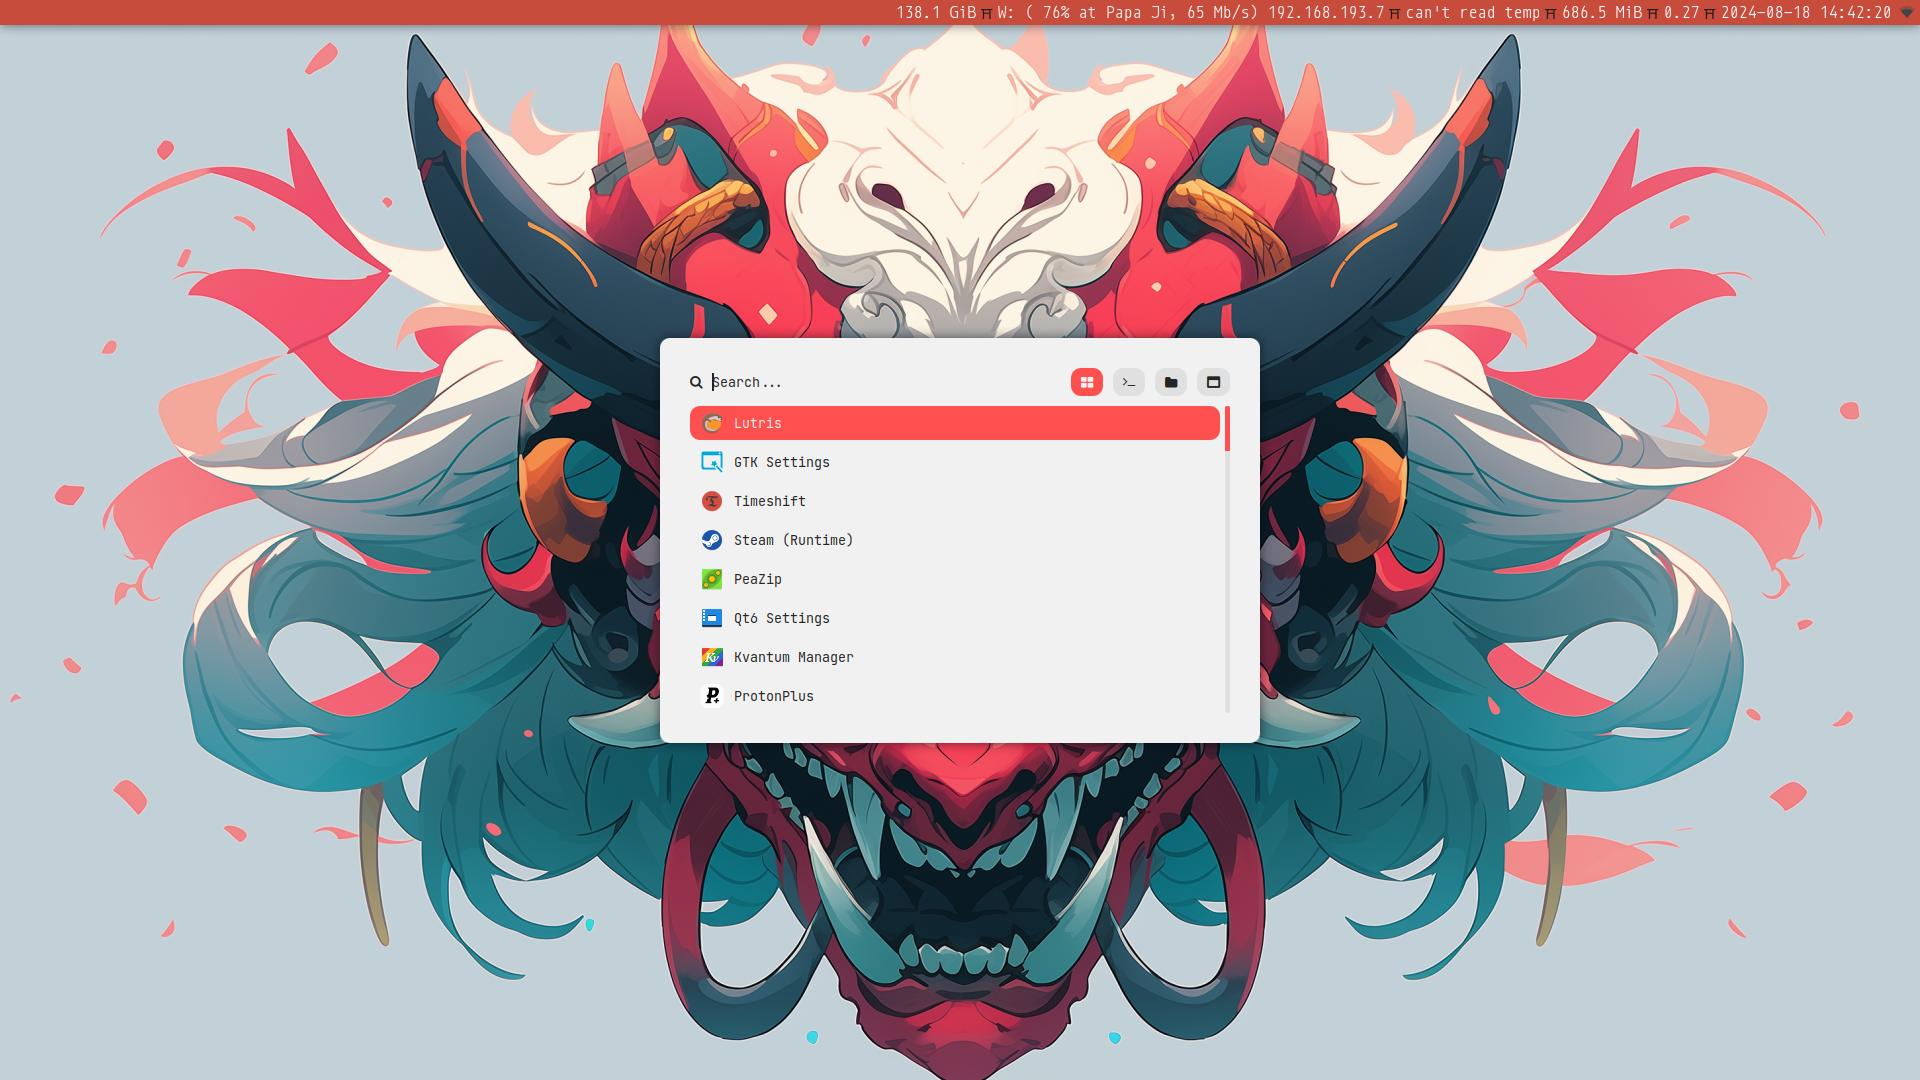 138.1 GiB⛩W: ( 76% at Papa Ji, 65 Mb/s) 192.168.193.7⛩can't read temp⛩686.5 MiB⛩0.27⛩2024-08-18 14:42:20
Search...
Lutris
GTK Settings
Timeshift
Steam (Runtime)
PeaZip
Qt6 Settings
Kvantum Manager
ProtonPlus